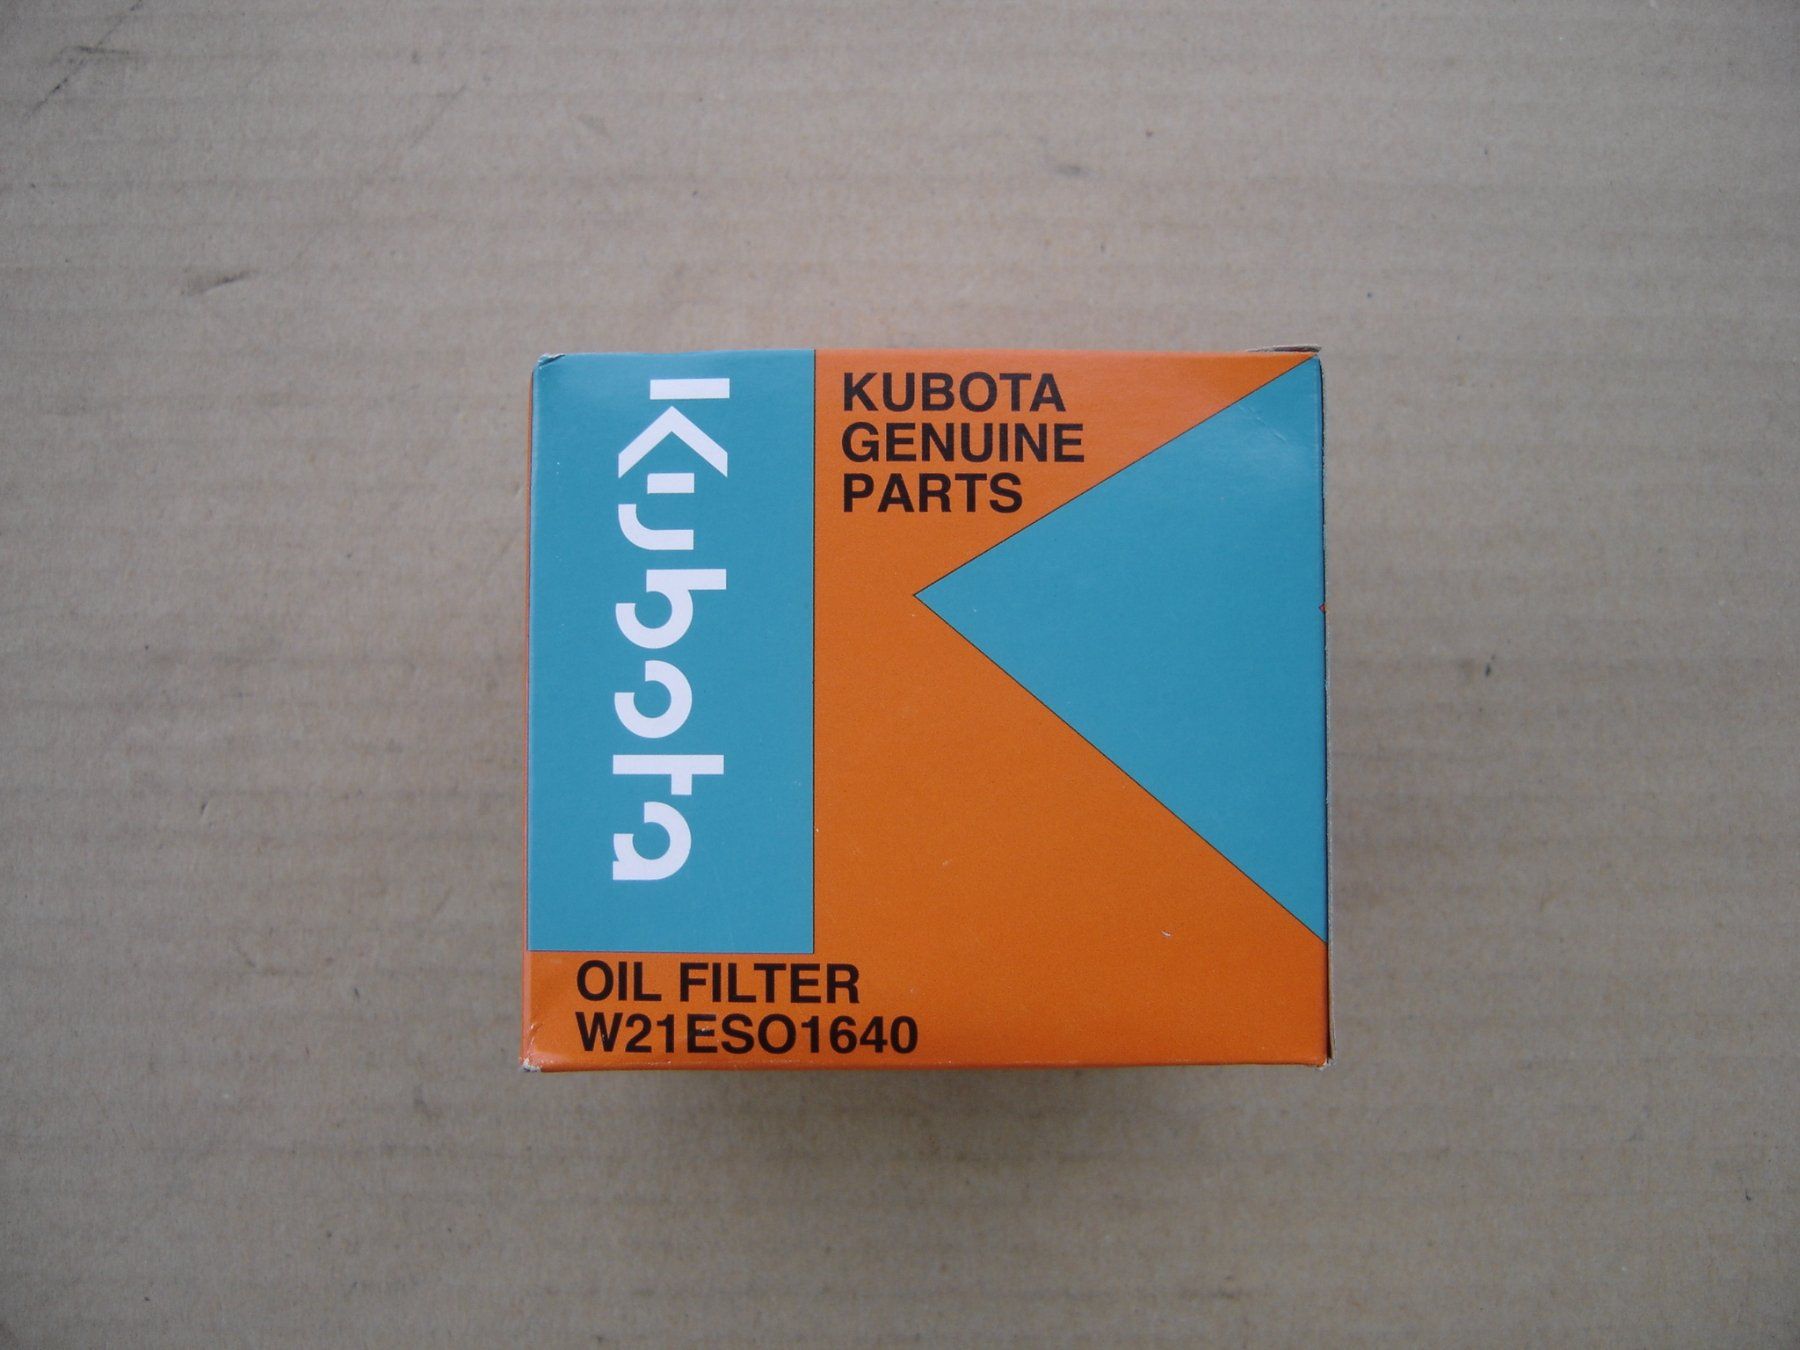 Kubota
KUBOTA
GENUINE
PARTS
OIL FILTER
W21ESO1640